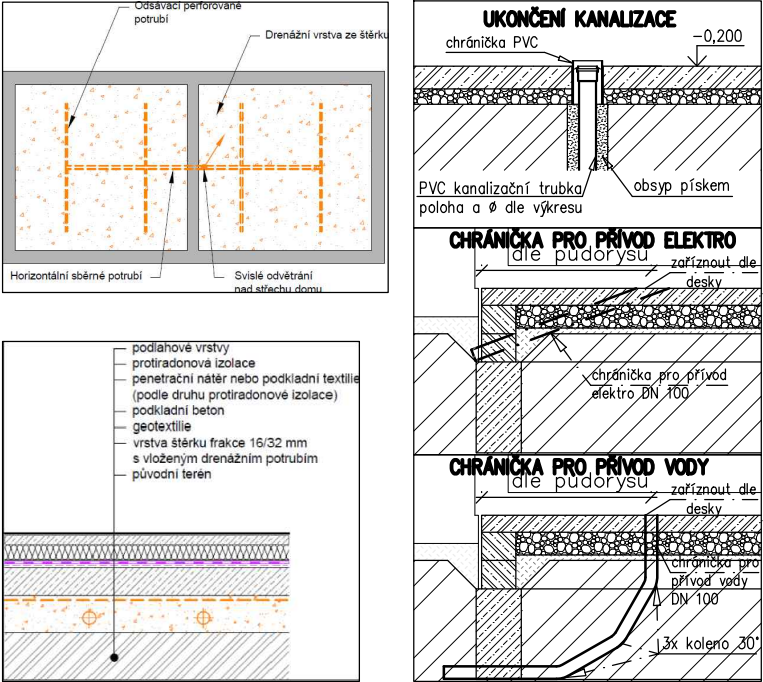 Odsávací perforované
potrubí
Drenážní vrstva ze štěrku
Horizontální sběrné potrubí
Svislé odvětrání
nad střechu domu
podlahové vrstvy
protiradonová izolace
penetrační nátěr nebo podkladní textilie
(podle druhu protiradonové izolace)
podkladní beton
geotextilie
vrstva štěrku frakce 16/32 mm
s vloženým drenážním potrubím
původní terén
UKONČENÍ KANALIZACE
chránička PVC
-0,200
PVC kanalizační trubka
poloha a Ø dle výkresu
obsyp pískem
CHRÁNIČKA PRO PŘÍVOD ELEKTRO
dle půdorysu
zaříznout dle
desky
chránička pro přívod
elektro DN 100
CHRÁNIČKA PRO PŘÍVOD VODY
dle půdorysu
zaříznout dle
desky
chránička pro
přívod vody
DN 100
3x koleno 30°